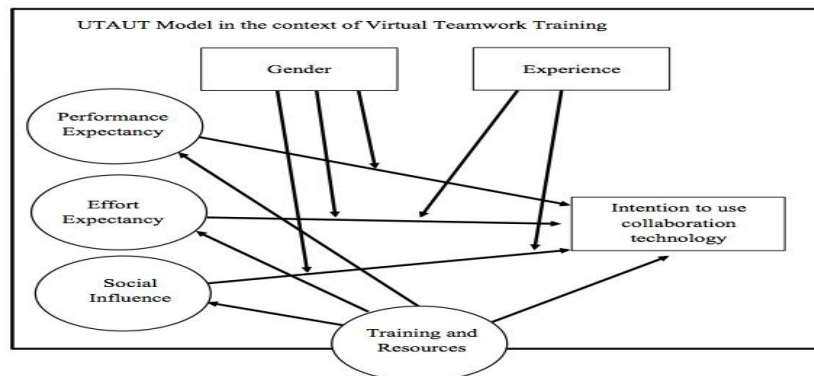 UTAUT Model in the context of Virtual Teamwork Training
Gender
Experience
Performance
Expectancy
Effort
Expectancy
Social
Influence
Intention to use
collaboration
technology
Training and
Resources